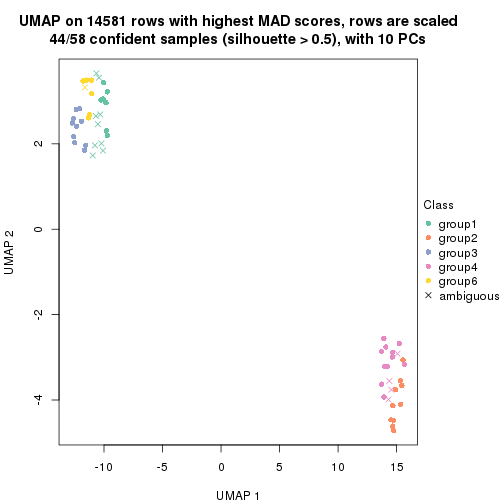 UMAP on 14581 rows with highest MAD scores, rows are scaled
44/58 confident samples (silhouette > 0.5), with 10 PCs
UMAP 2
2
0
-2
-4
-10
-5
0
5
10
15
UMAP 1
Class
group1
group2
group3
group4
group6
ambiguous